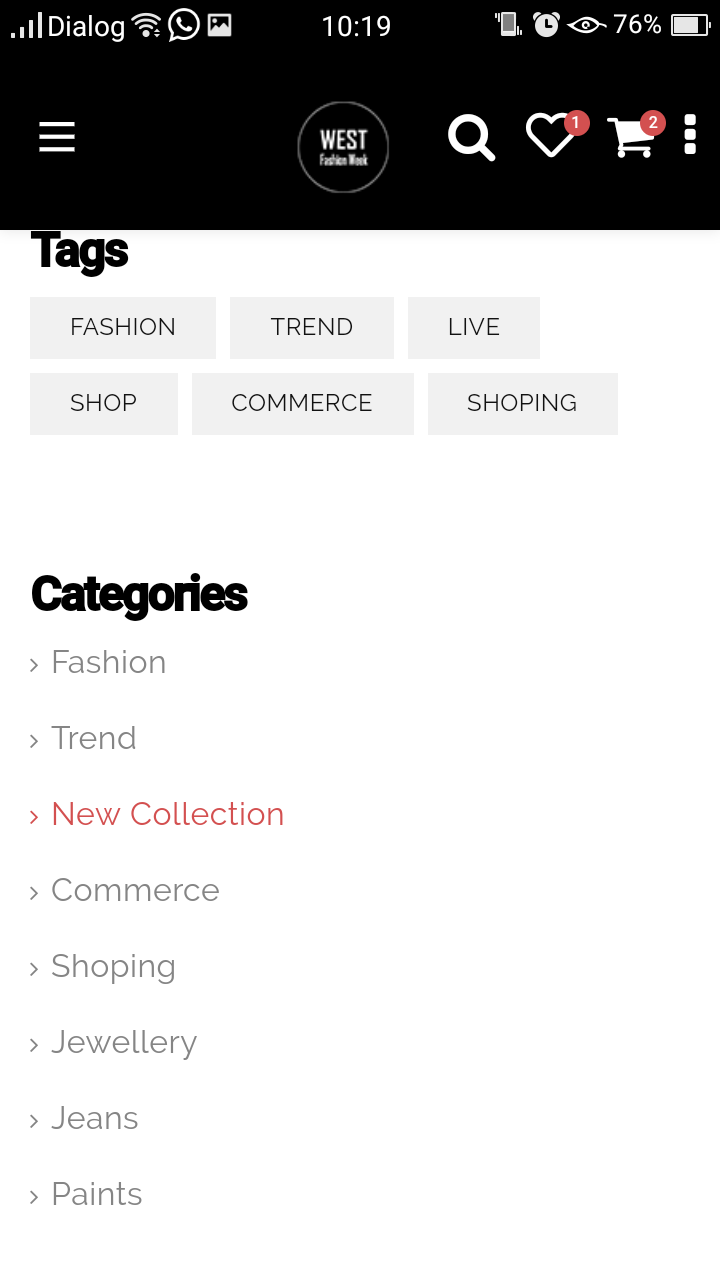 Dialog 10:19 76%
WEST
Fashion Week
1 2
Tags
FASHION TREND LIVE
SHOP COMMERCE SHOPING
Categories
Fashion
Trend
New Collection
Commerce
Shoping
Jewellery
Jeans
Paints